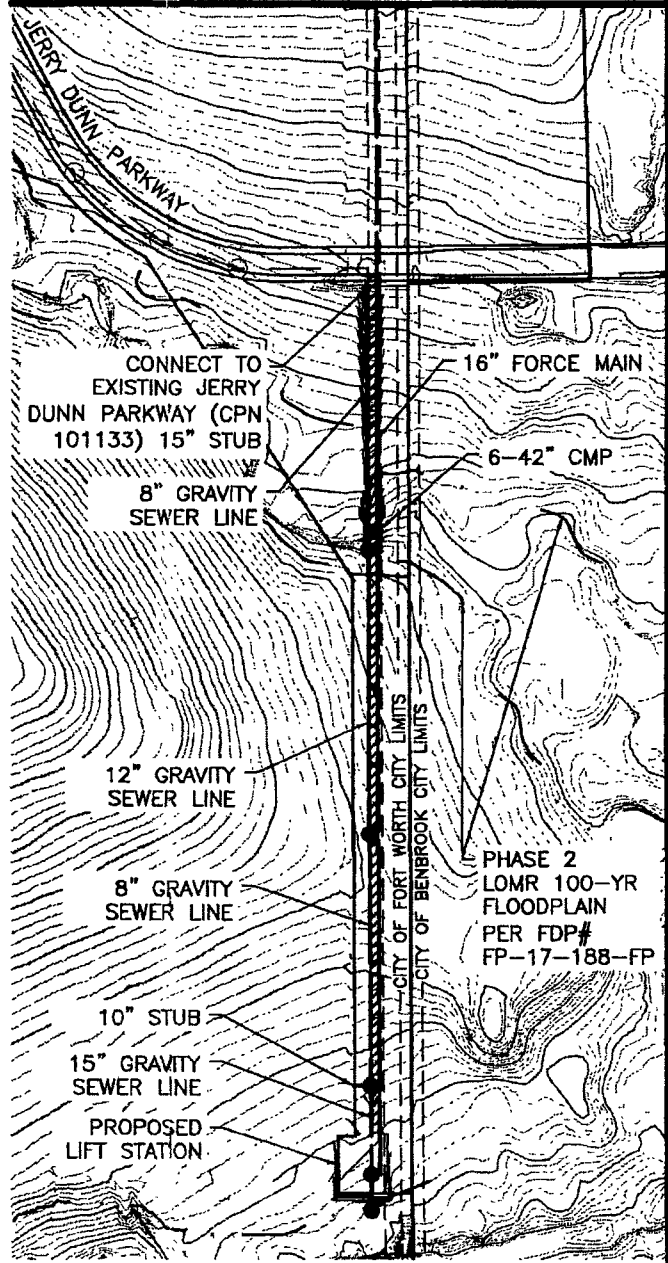 JERRY DUNN PARKWAY
CONNECT TO
EXISTING JERRY
DUNN PARKWAY (CPN
101133) 15" STUB
8" GRAVITY
SEWER LINE
16" FORCE MAIN
6-42" CMP
12" GRAVITY
SEWER LINE
8" GRAVITY
SEWER LINE
CITY OF FORT WORTH CITY LIMITS
CITY OF BENBROOK CITY LIMITS
PHASE 2
LOMR 100-YR
FLOODPLAIN
PER FDP#
FP-17-188-FP
10" STUB
15" GRAVITY
SEWER LINE
PROPOSED
LIFT STATION